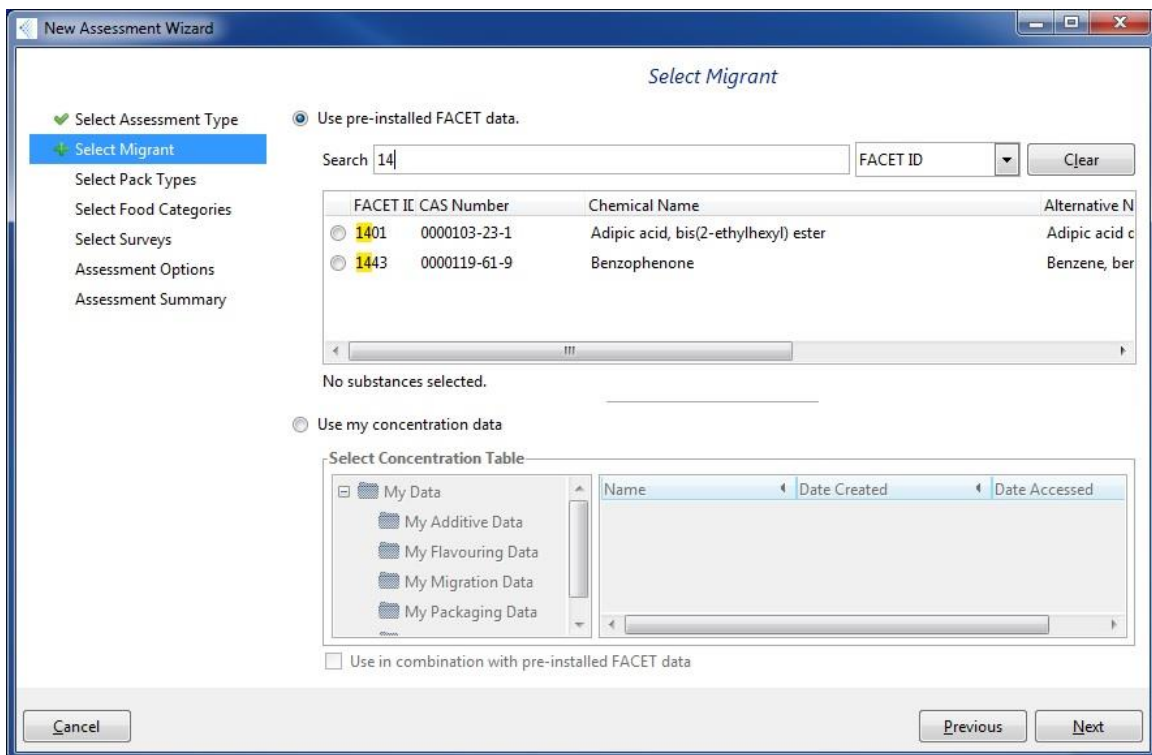 New Assessment Wizard
Select Migrant
Select Assessment Type
Select Migrant
Select Pack Types
Select Food Categories
Select Surveys
Assessment Options
Assessment Summary
Use pre-installed FACET data.
Search 14 FACET ID Clear
FACET ID CAS Number Chemical Name Alternative N
1401 0000103-23-1 Adipic acid, bis(2-ethylhexyl) ester Adipic acid d
1443 0000119-61-9 Benzophenone Benzene, ber
No substances selected.
Use my concentration data
Select Concentration Table
My Data
My Additive Data
My Flavouring Data
My Migration Data
My Packaging Data
Name Date Created Date Accessed
Use in combination with pre-installed FACET data
Cancel Previous Next